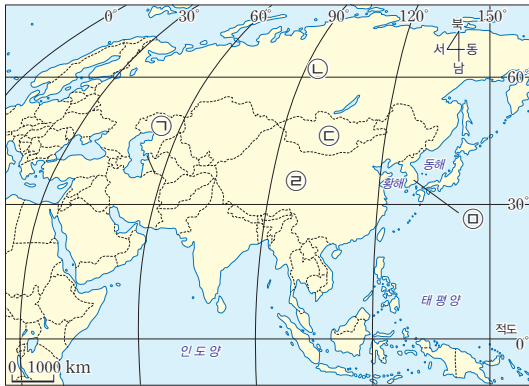 0° 30° 60° 90° 120° 150°
북
서 동
남
60°
㉡
㉠
㉢
동해
황해
㉣
30°
㉤
태평양
적도
0°
인도양
0 1000 km